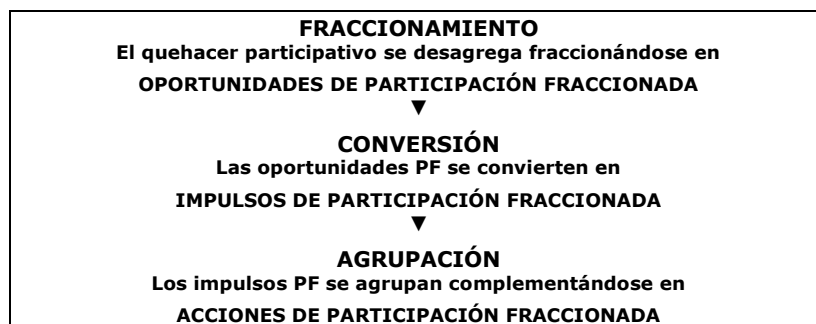 FRACCIONAMIENTO
El quehacer participativo se desagrega fraccionándose en
OPORTUNIDADES DE PARTICIPACIÓN FRACCIONADA
▼
CONVERSIÓN
Las oportunidades PF se convierten en
IMPULSOS DE PARTICIPACIÓN FRACCIONADA
▼
AGRUPACIÓN
Los impulsos PF se agrupan complementándose en
ACCIONES DE PARTICIPACIÓN FRACCIONADA